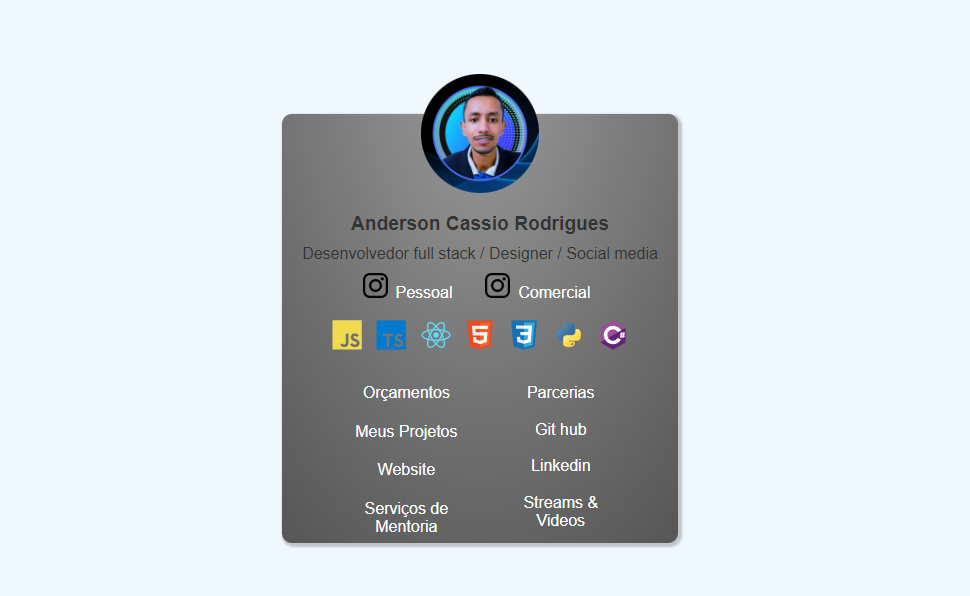 Anderson Cassio Rodrigues
Desenvolvedor full stack / Designer / Social media
Pessoal Comercial
JS TS 5 3 C#
Orçamentos
Meus Projetos
Website
Serviços de
Mentoria
Parcerias
Git hub
Linkedin
Streams &
Videos